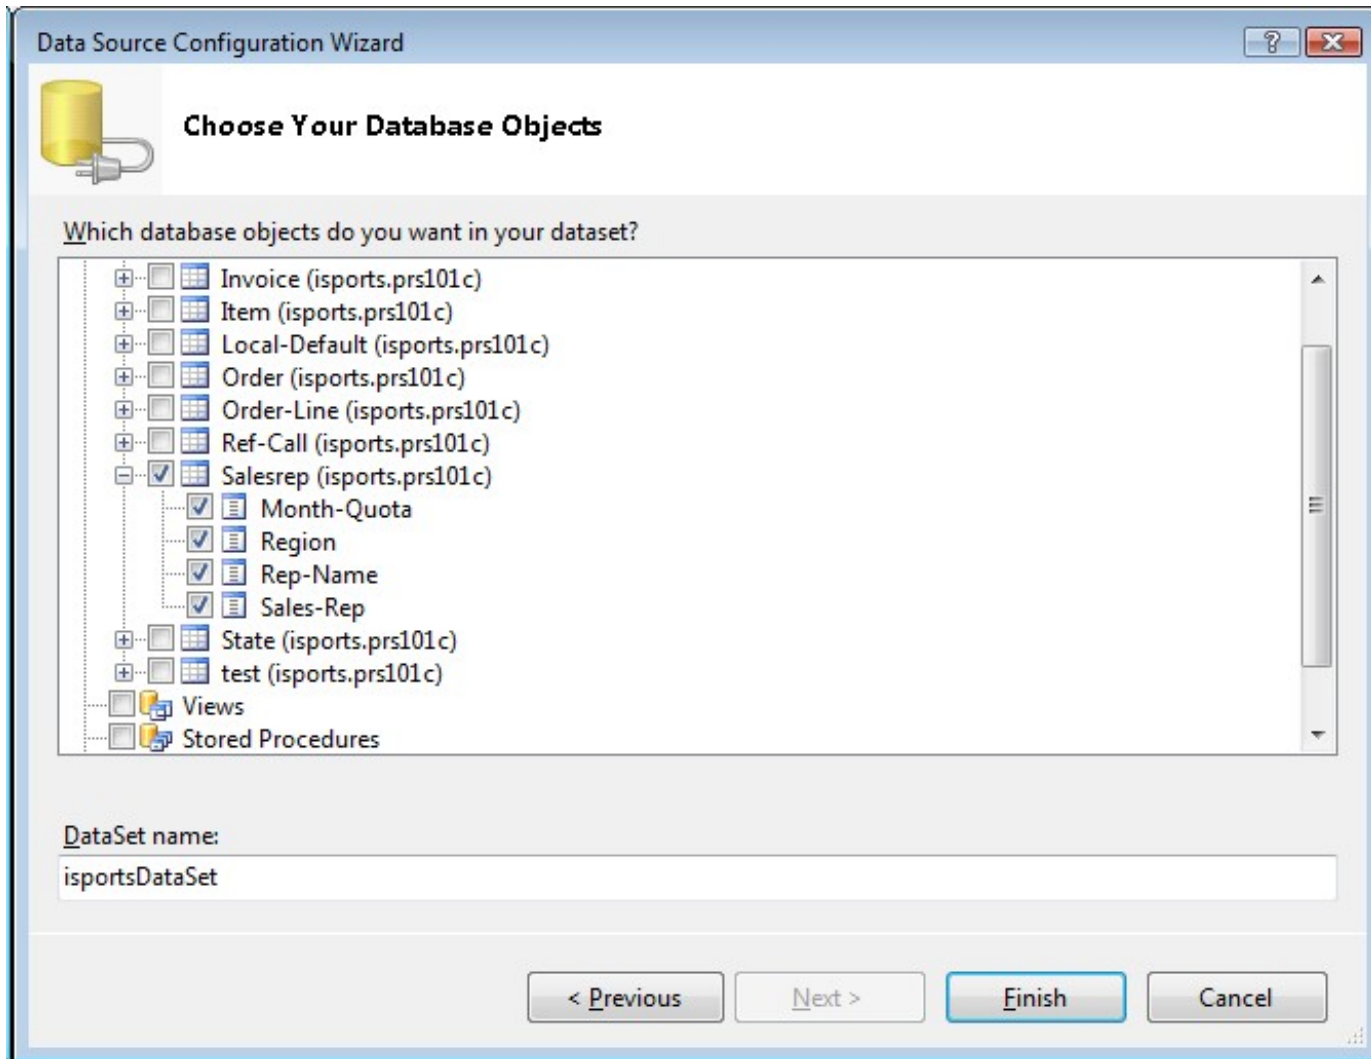 Data Source Configuration Wizard
Choose Your Database Objects
Which database objects do you want in your dataset?
Invoice (isports.prs101c)
Item (isports.prs101c)
Local-Default (isports.prs101c)
Order (isports.prs101c)
Order-Line (isports.prs101c)
Ref-Call (isports.prs101c)
Salesrep (isports.prs101c)
Month-Quota
Region
Rep-Name
Sales-Rep
State (isports.prs101c)
test (isports.prs101c)
Views
Stored Procedures
DataSet name:
isportsDataSet
< Previous Next > Finish Cancel